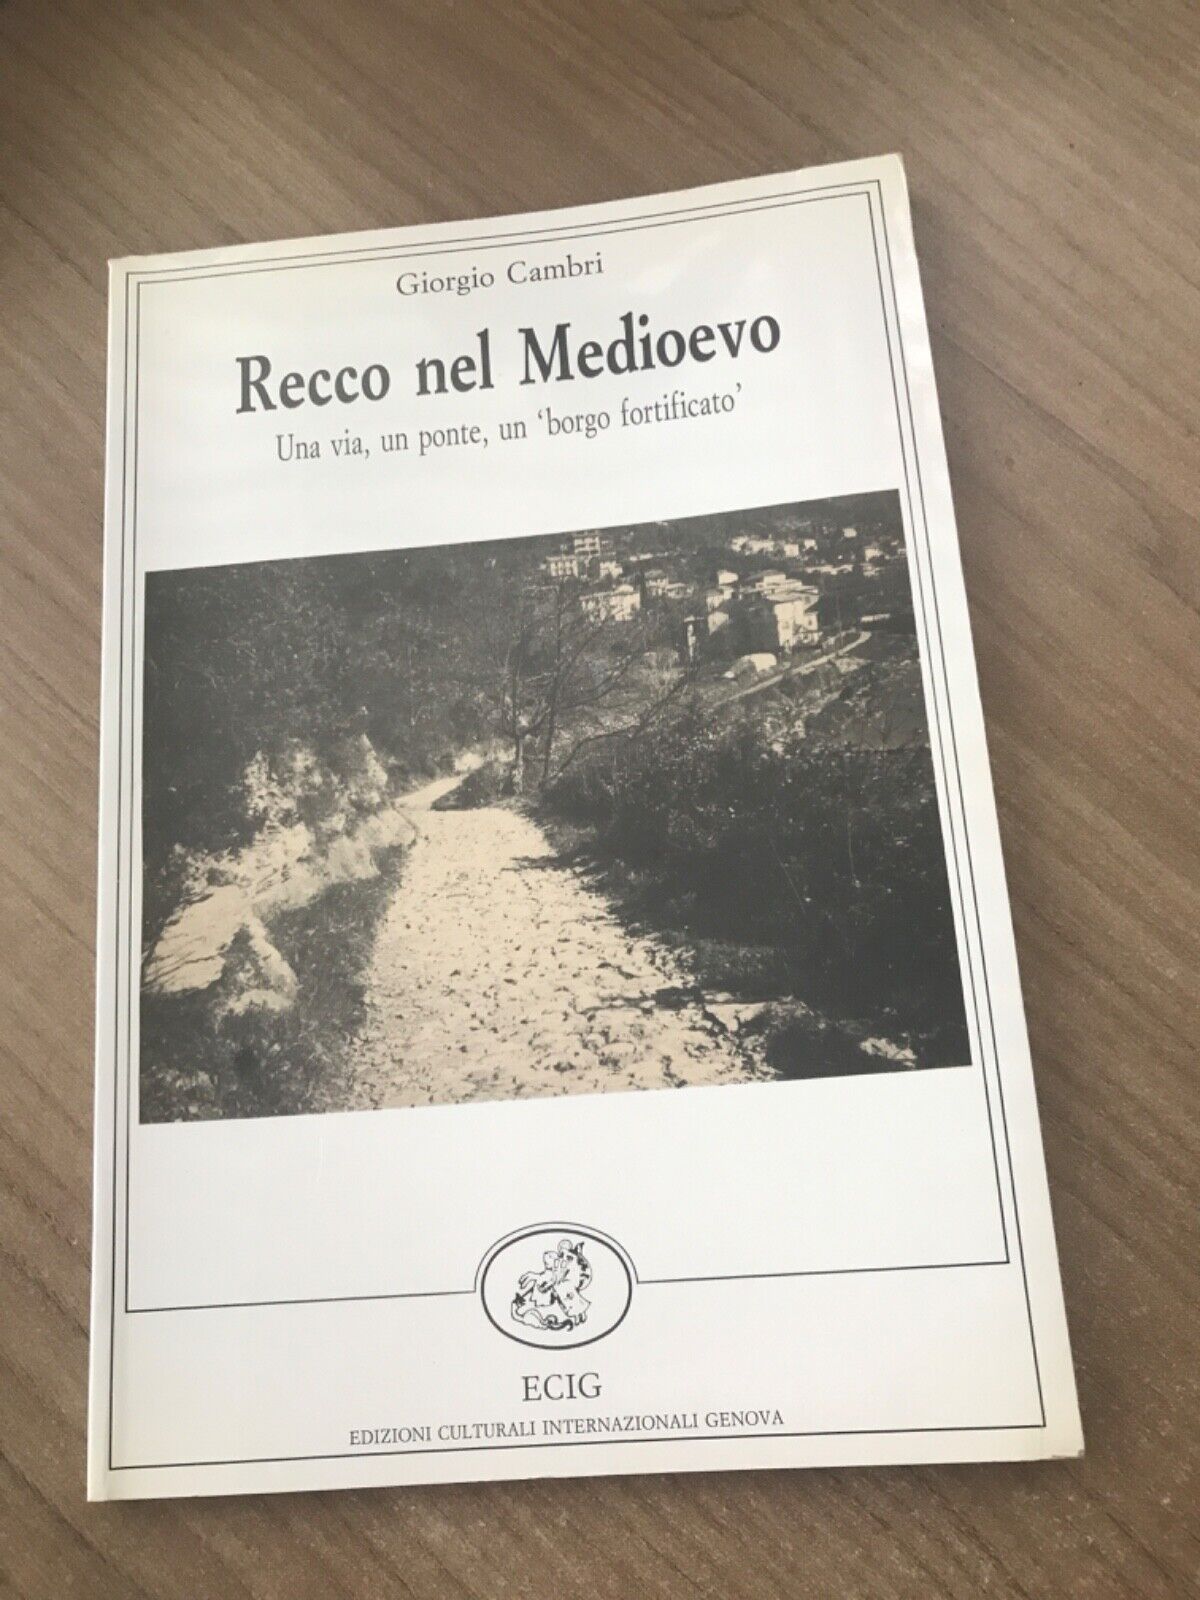 Giorgio Cambri
Recco nel Medioevo
Una via, un ponte, un ‘borgo fortificato’
ECIG
EDIZIONI CULTURALI INTERNAZIONALI GENOVA